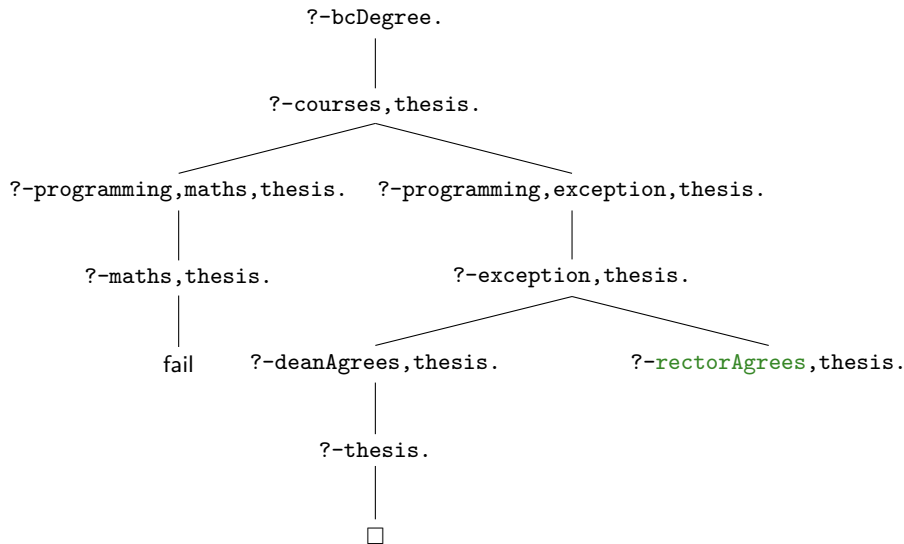 ?-bcDegree.
?-courses,thesis.
?-programming,maths,thesis.
?-programming,exception,thesis.
?-maths,thesis.
?-exception,thesis.
fail
?-deanAgrees,thesis.
?-rectorAgrees,thesis.
?-thesis.
□